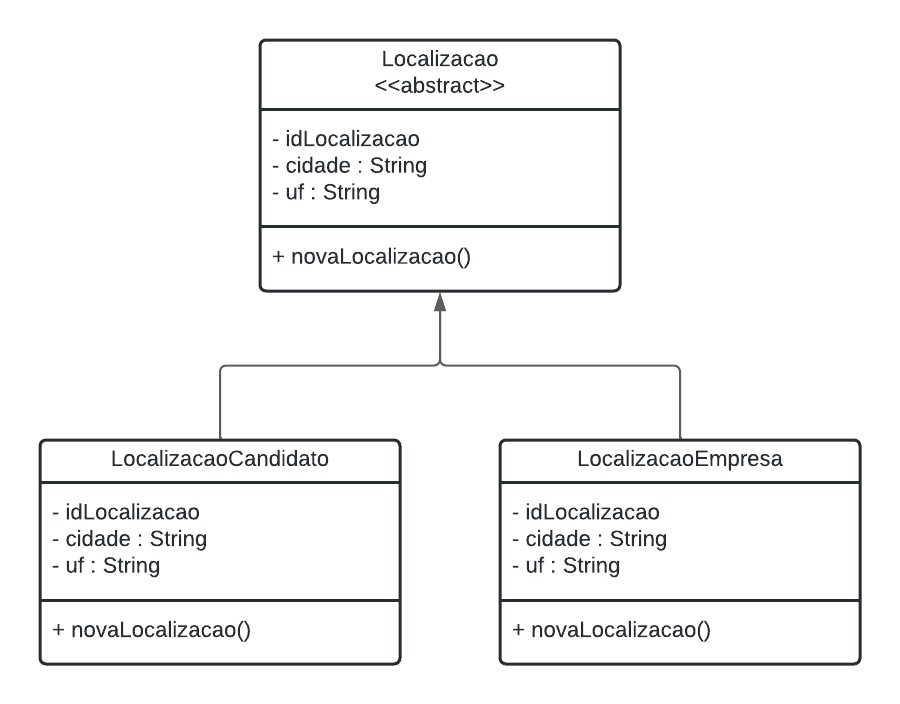 Localizacao
<<abstract>>
- idLocalizacao
- cidade : String
- uf : String
+ novaLocalizacao()
LocalizacaoCandidato
- idLocalizacao
- cidade : String
- uf : String
+ novaLocalizacao()
LocalizacaoEmpresa
- idLocalizacao
- cidade : String
- uf : String
+ novaLocalizacao()